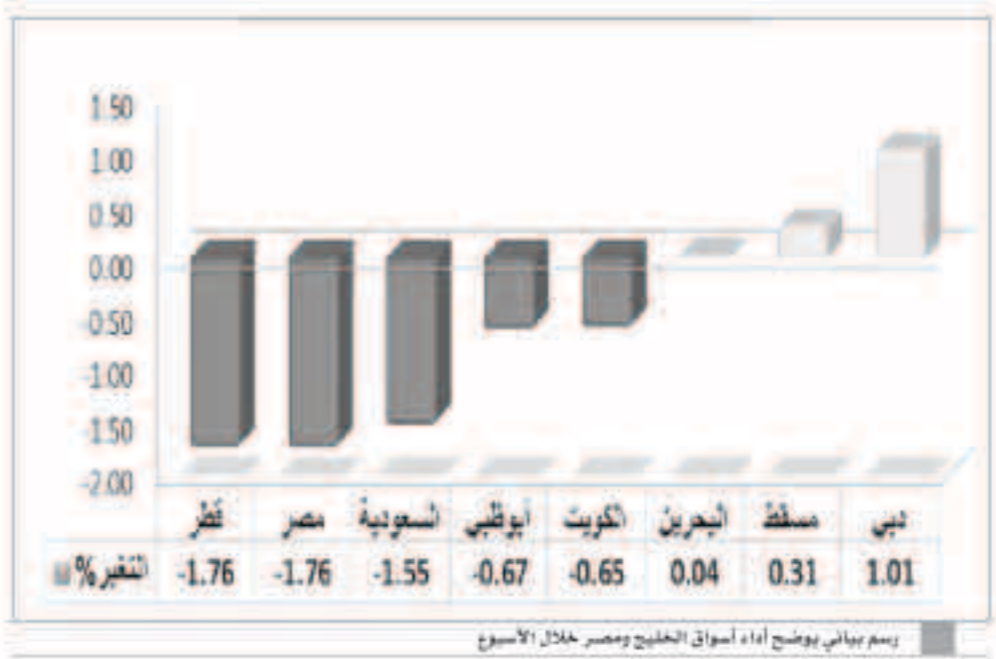 1.50
1.00
0.50
0.00
-0.50
-1.00
-1.50
-2.00
قطر مصر السعودية أبوظبي الكويت البحرين مسقط دبي
التغير% -1.76 -1.76 -1.55 -0.67 -0.65 0.04 0.31 1.01
رسم بياني يوضح أداء أسواق الخليج ومصر خلال الأسبوع